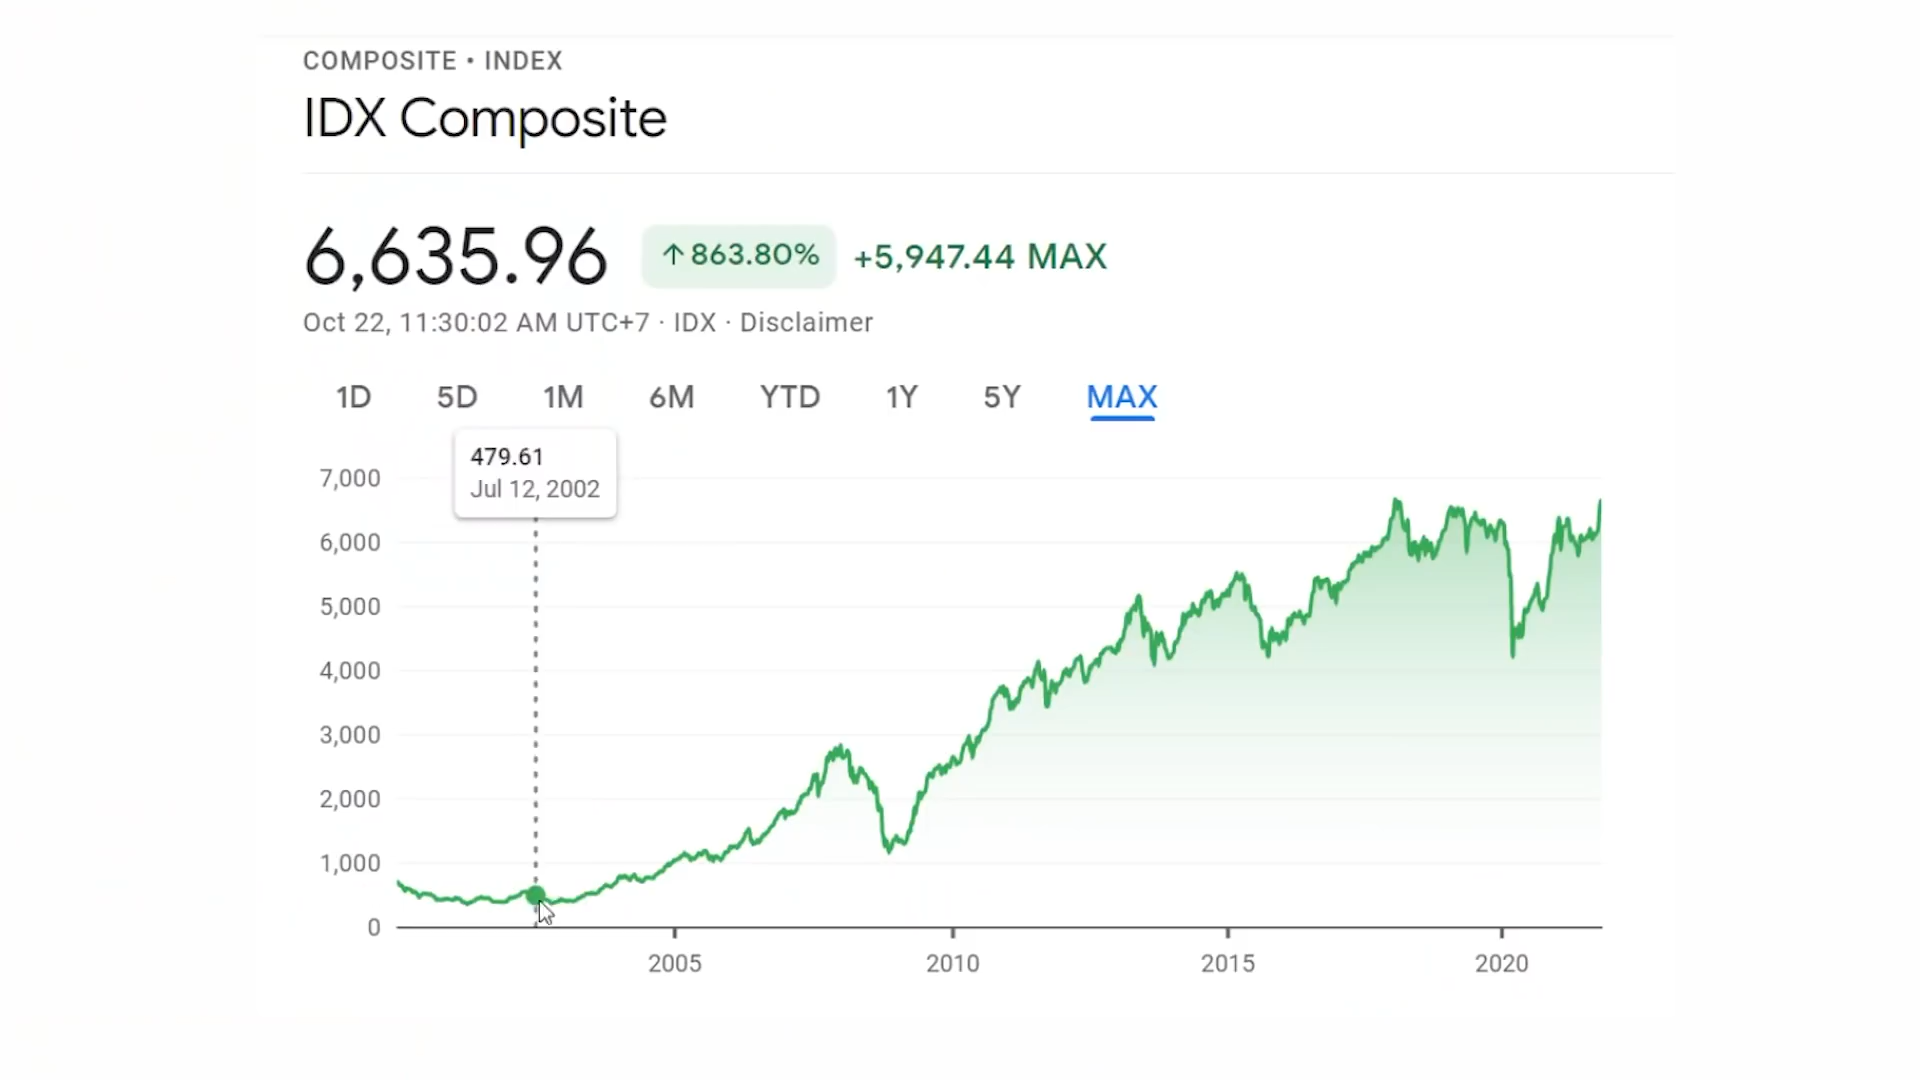 COMPOSITE • INDEX
IDX Composite
6,635.96 ↑863.80% +5,947.44 MAX
Oct 22, 11:30:02 AM UTC+7 · IDX · Disclaimer
1D 5D 1M 6M YTD 1Y 5Y MAX
479.61
Jul 12, 2002
7,000
6,000
5,000
4,000
3,000
2,000
1,000
0
2005 2010 2015 2020